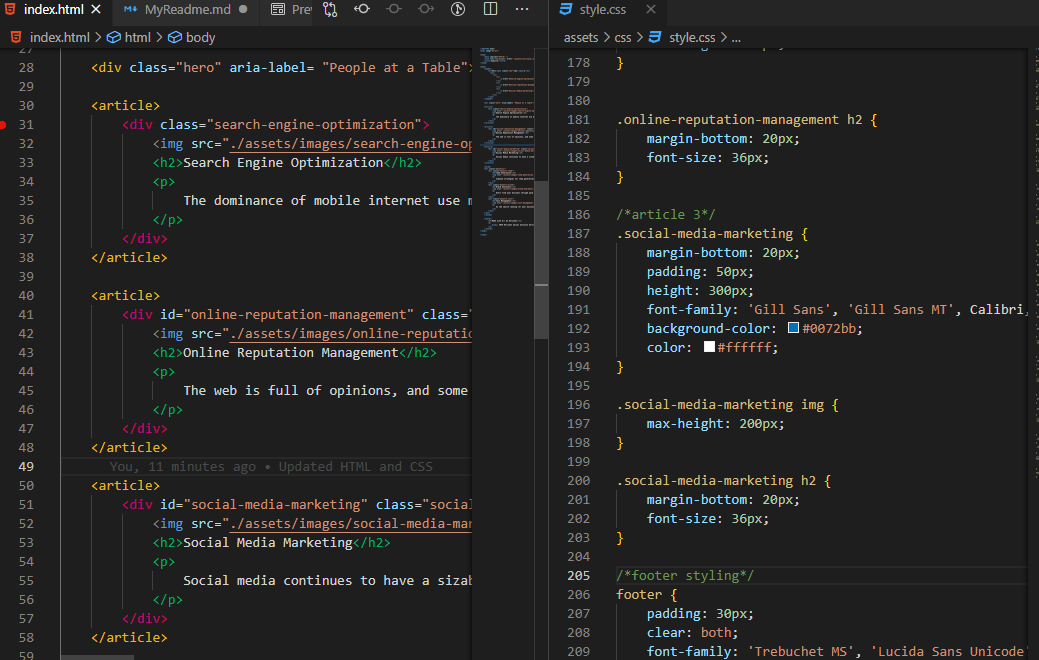 index.html
MyReadme.md
Pre
style.css
index.html > html > body
assets > css > style.css > ...
27
28 <div class="hero" aria-label= "People at a Table">
29
30 <article>
31 <div class="search-engine-optimization">
32 <img src="./assets/images/search-engine-op
33 <h2>Search Engine Optimization</h2>
34 <p>
35 The dominance of mobile internet use m
36 </p>
37 </div>
38 </article>
39
40 <article>
41 <div id="online-reputation-management" class="
42 <img src="./assets/images/online-reputatio
43 <h2>Online Reputation Management</h2>
44 <p>
45 The web is full of opinions, and some
46 </p>
47 </div>
48 </article>
49 You, 11 minutes ago • Updated HTML and CSS
50 <article>
51 <div id="social-media-marketing" class="social
52 <img src="./assets/images/social-media-mar
53 <h2>Social Media Marketing</h2>
54 <p>
55 Social media continues to have a sizab
56 </p>
57 </div>
58 </article>
59
178 }
179
180
181 .online-reputation-management h2 {
182 margin-bottom: 20px;
183 font-size: 36px;
184 }
185
186 /*article 3*/
187 .social-media-marketing {
188 margin-bottom: 20px;
189 padding: 50px;
190 height: 300px;
191 font-family: 'Gill Sans', 'Gill Sans MT', Calibri,
192 background-color: #0072bb;
193 color: #ffffff;
194 }
195
196 .social-media-marketing img {
197 max-height: 200px;
198 }
199
200 .social-media-marketing h2 {
201 margin-bottom: 20px;
202 font-size: 36px;
203 }
204
205 /*footer styling*/
206 footer {
207 padding: 30px;
208 clear: both;
209 font-family: 'Trebuchet MS', 'Lucida Sans Unicode'